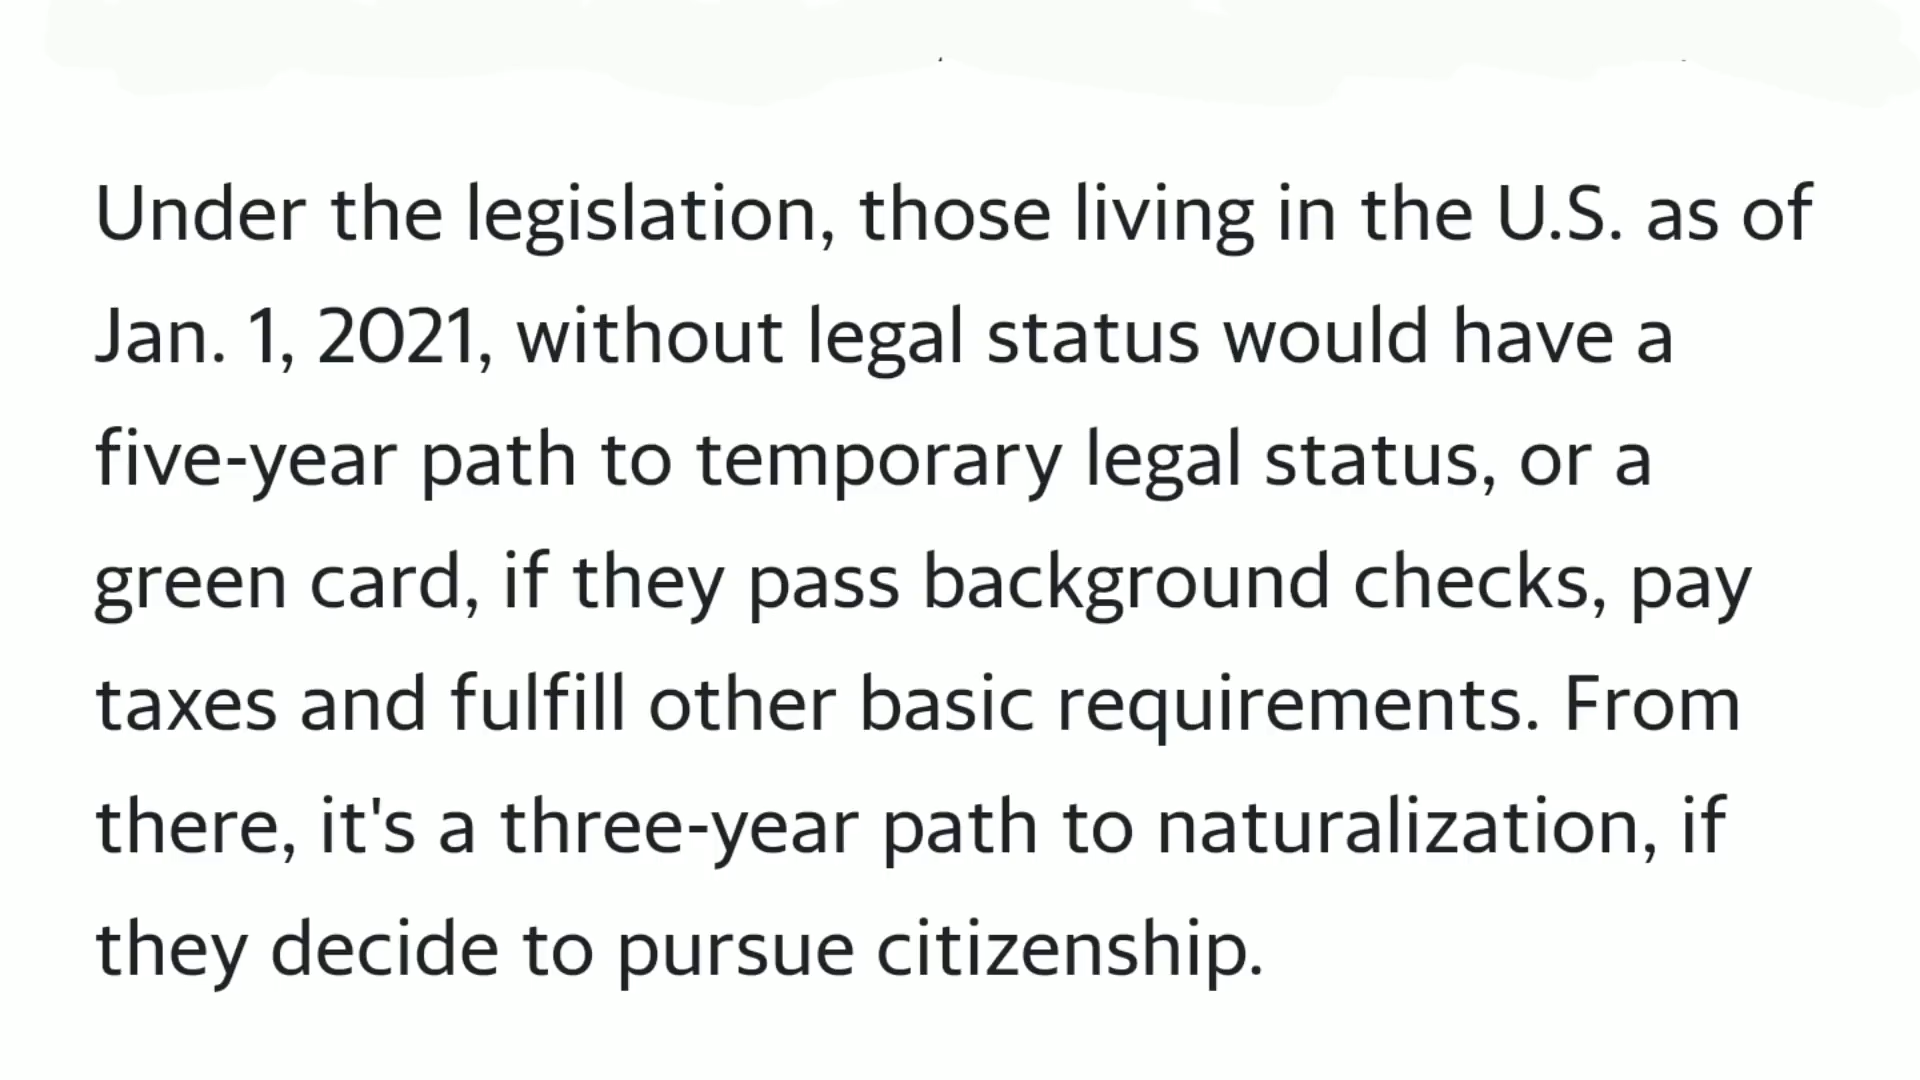 Under the legislation, those living in the U.S. as of
Jan. 1, 2021, without legal status would have a
five-year path to temporary legal status, or a
green card, if they pass background checks, pay
taxes and fulfill other basic requirements. From
there, it's a three-year path to naturalization, if
they decide to pursue citizenship.